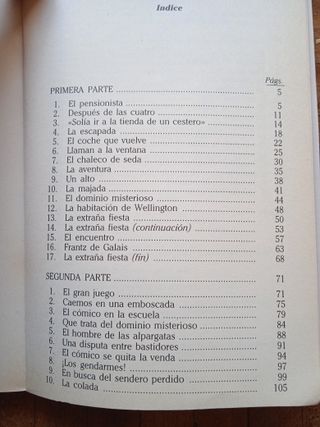 Indice
Págs.
PRIMERA PARTE ..... 5
1. El pensionista ..... 5
2. Después de las cuatro ..... 11
3. «Solía ir a la tienda de un cestero» ..... 14
4. La escapada ..... 18
5. El coche que vuelve ..... 22
6. Llaman a la ventana ..... 25
7. El chaleco de seda ..... 30
8. La aventura ..... 35
9. Un alto ..... 38
10. La majada ..... 41
11. El dominio misterioso ..... 44
12. La habitación de Wellington ..... 48
13. La extraña fiesta ..... 50
14. La extraña fiesta (continuación) ..... 53
15. El encuentro ..... 57
16. Frantz de Galais ..... 63
17. La extraña fiesta (fin) ..... 68
SEGUNDA PARTE ..... 71
1. El gran juego ..... 71
2. Caemos en una emboscada ..... 75
3. El cómico en la escuela ..... 79
4. Que trata del dominio misterioso ..... 84
5. El hombre de las alpargatas ..... 88
6. Una disputa entre bastidores ..... 91
7. El cómico se quita la venda ..... 94
8. ¡Los gendarmes! ..... 97
9. En busca del sendero perdido ..... 99
10. La colada ..... 105